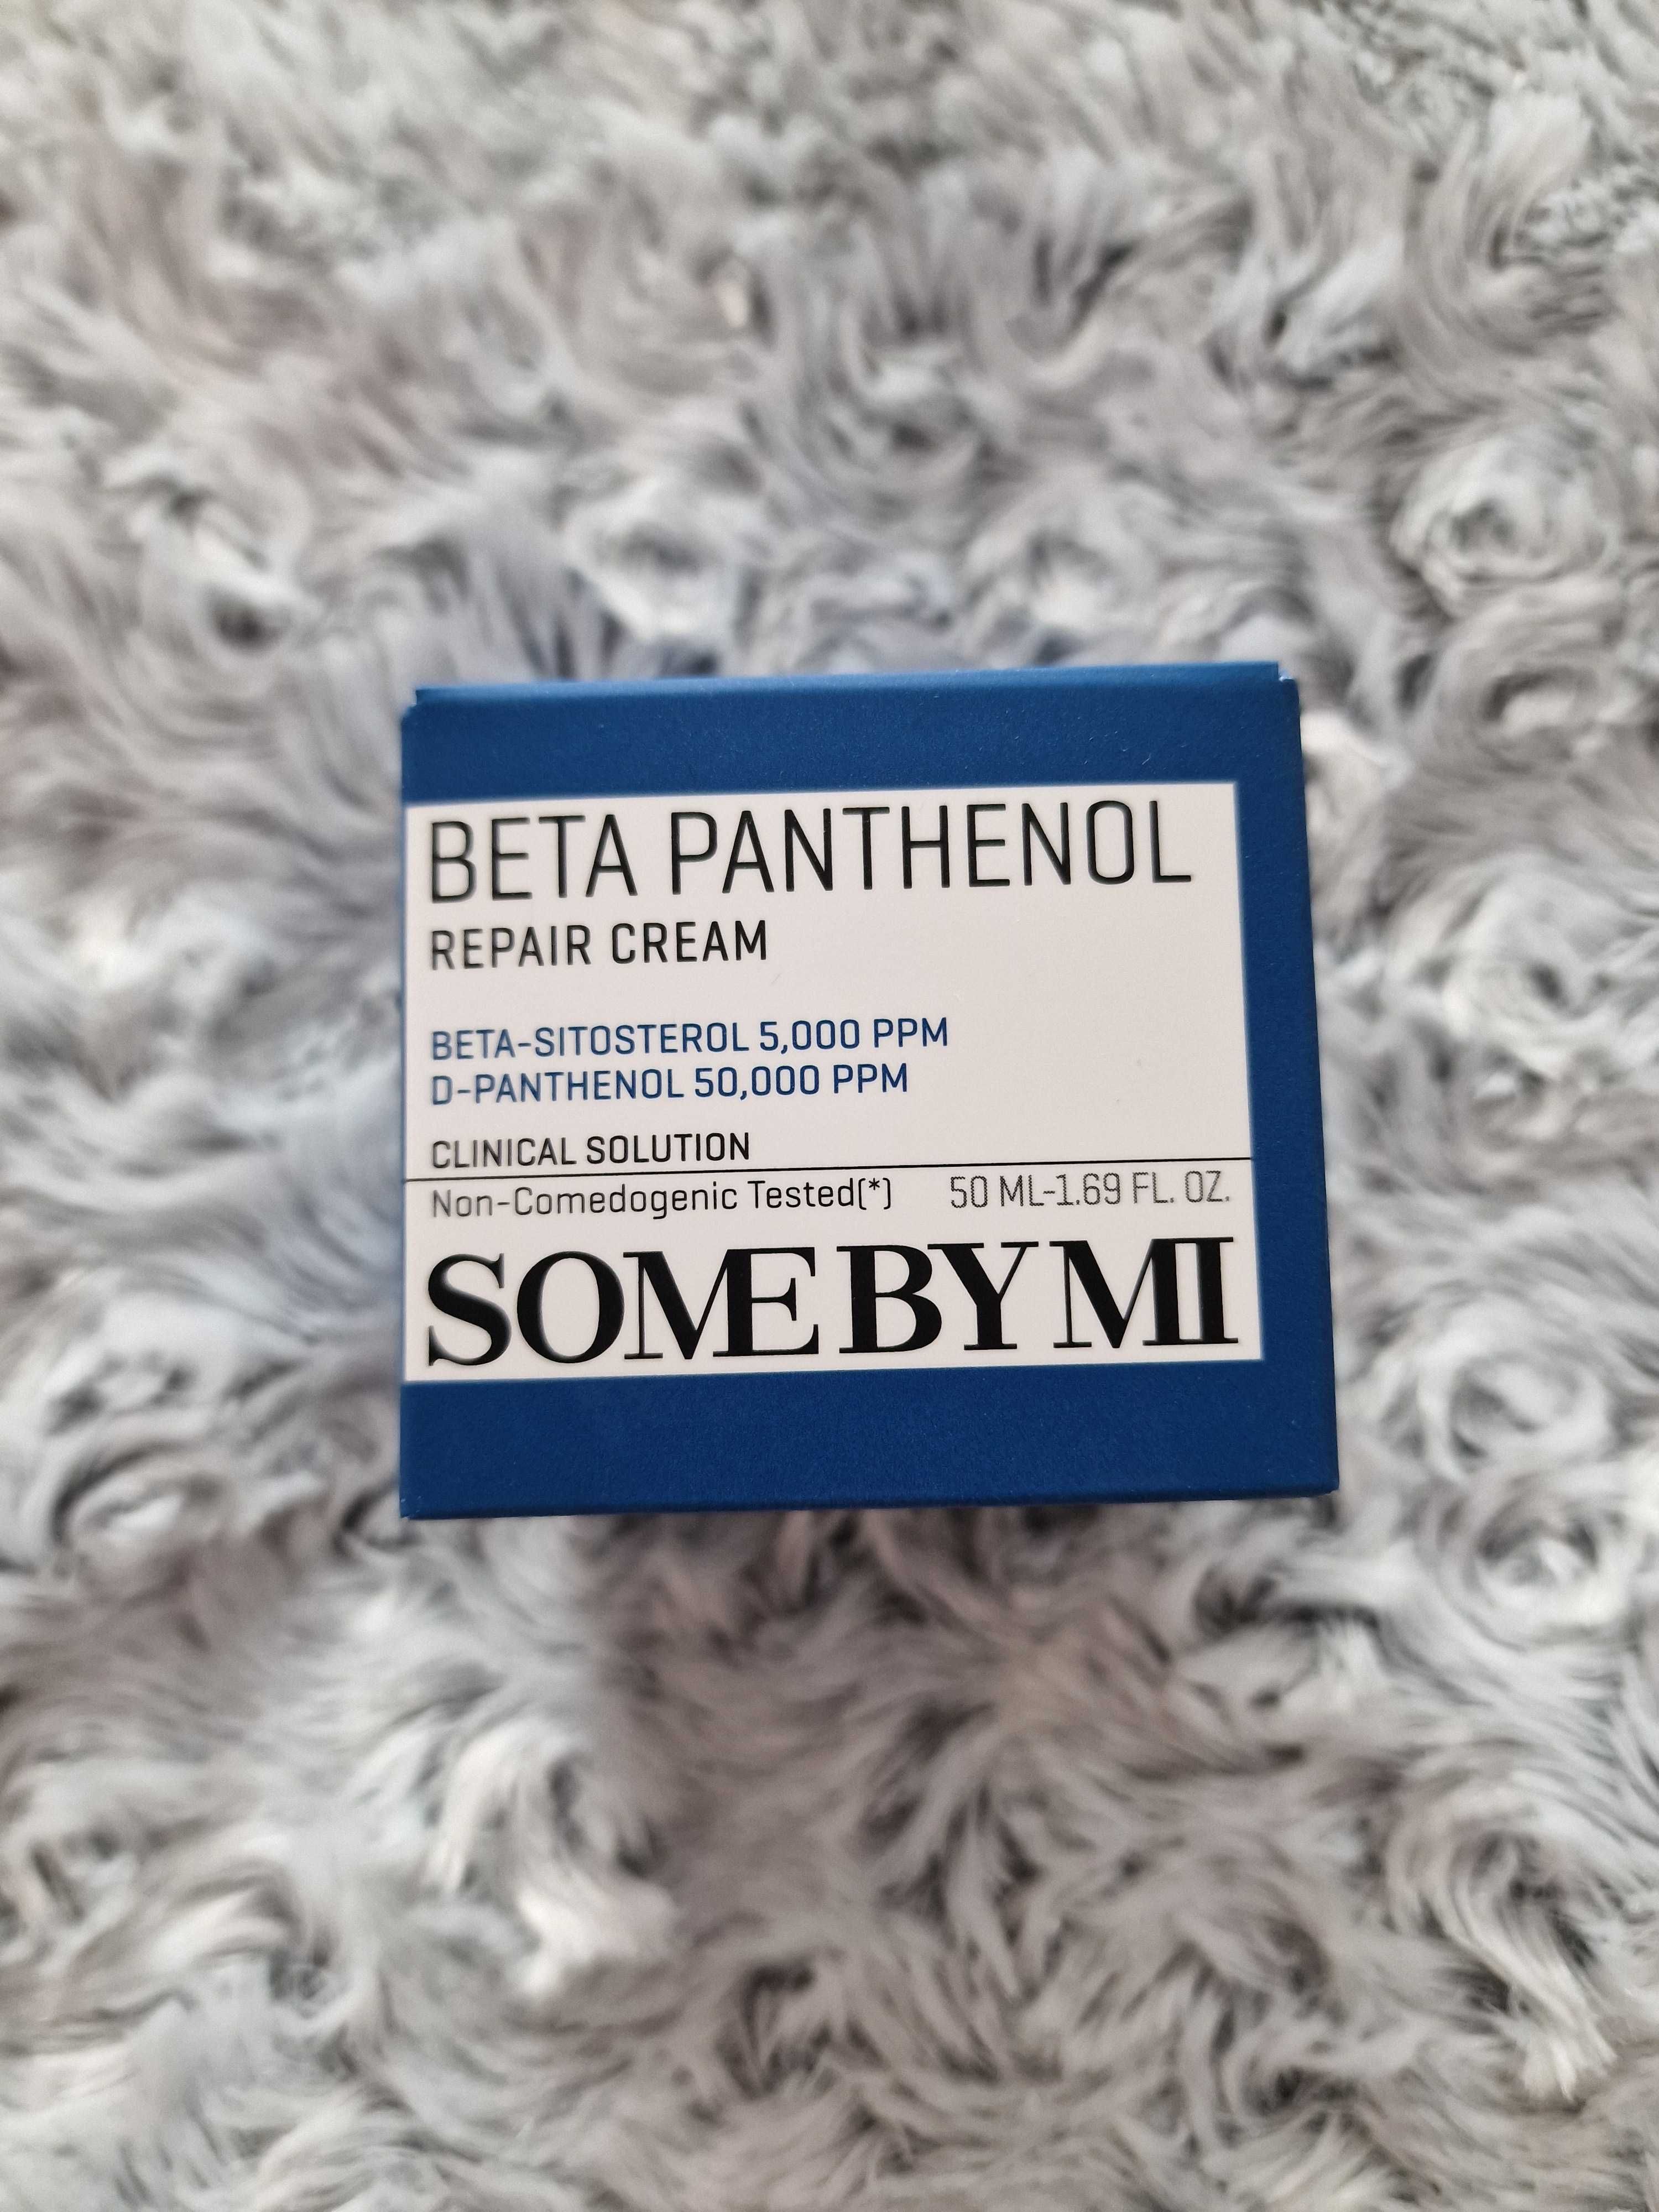 BETA PANTHENOL
REPAIR CREAM
BETA-SITOSTEROL 5,000 PPM
D-PANTHENOL 50,000 PPM
CLINICAL SOLUTION
Non-Comedogenic Tested(*) 50 ML-1.69 FL. OZ.
SOME BY MI